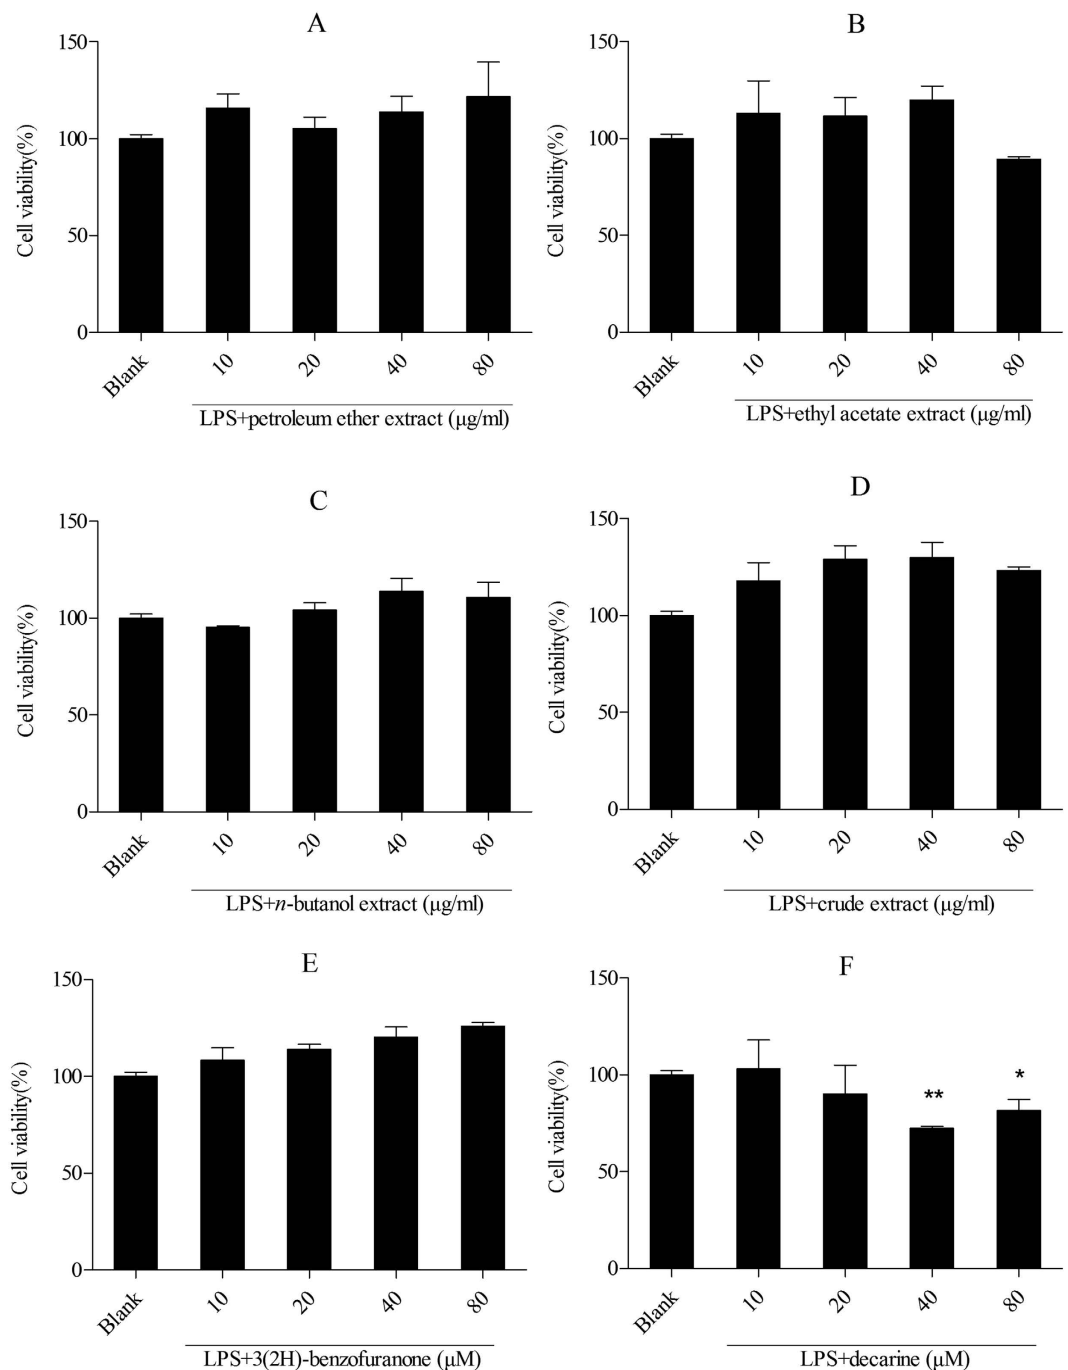 A
Cell viability(%)
150
100
50
0
Blank
10
20
40
80
LPS+petroleum ether extract (μg/ml)
B
Cell viability(%)
150
100
50
0
Blank
10
20
40
80
LPS+ethyl acetate extract (μg/ml)
C
Cell viability(%)
150
100
50
0
Blank
10
20
40
80
LPS+n-butanol extract (μg/ml)
D
Cell viability(%)
150
100
50
0
Blank
10
20
40
80
LPS+crude extract (μg/ml)
E
Cell viability(%)
150
100
50
0
Blank
10
20
40
80
LPS+3(2H)-benzofuranone (μM)
F
Cell viability(%)
150
100
50
0
**
*
Blank
10
20
40
80
LPS+decarine (μM)